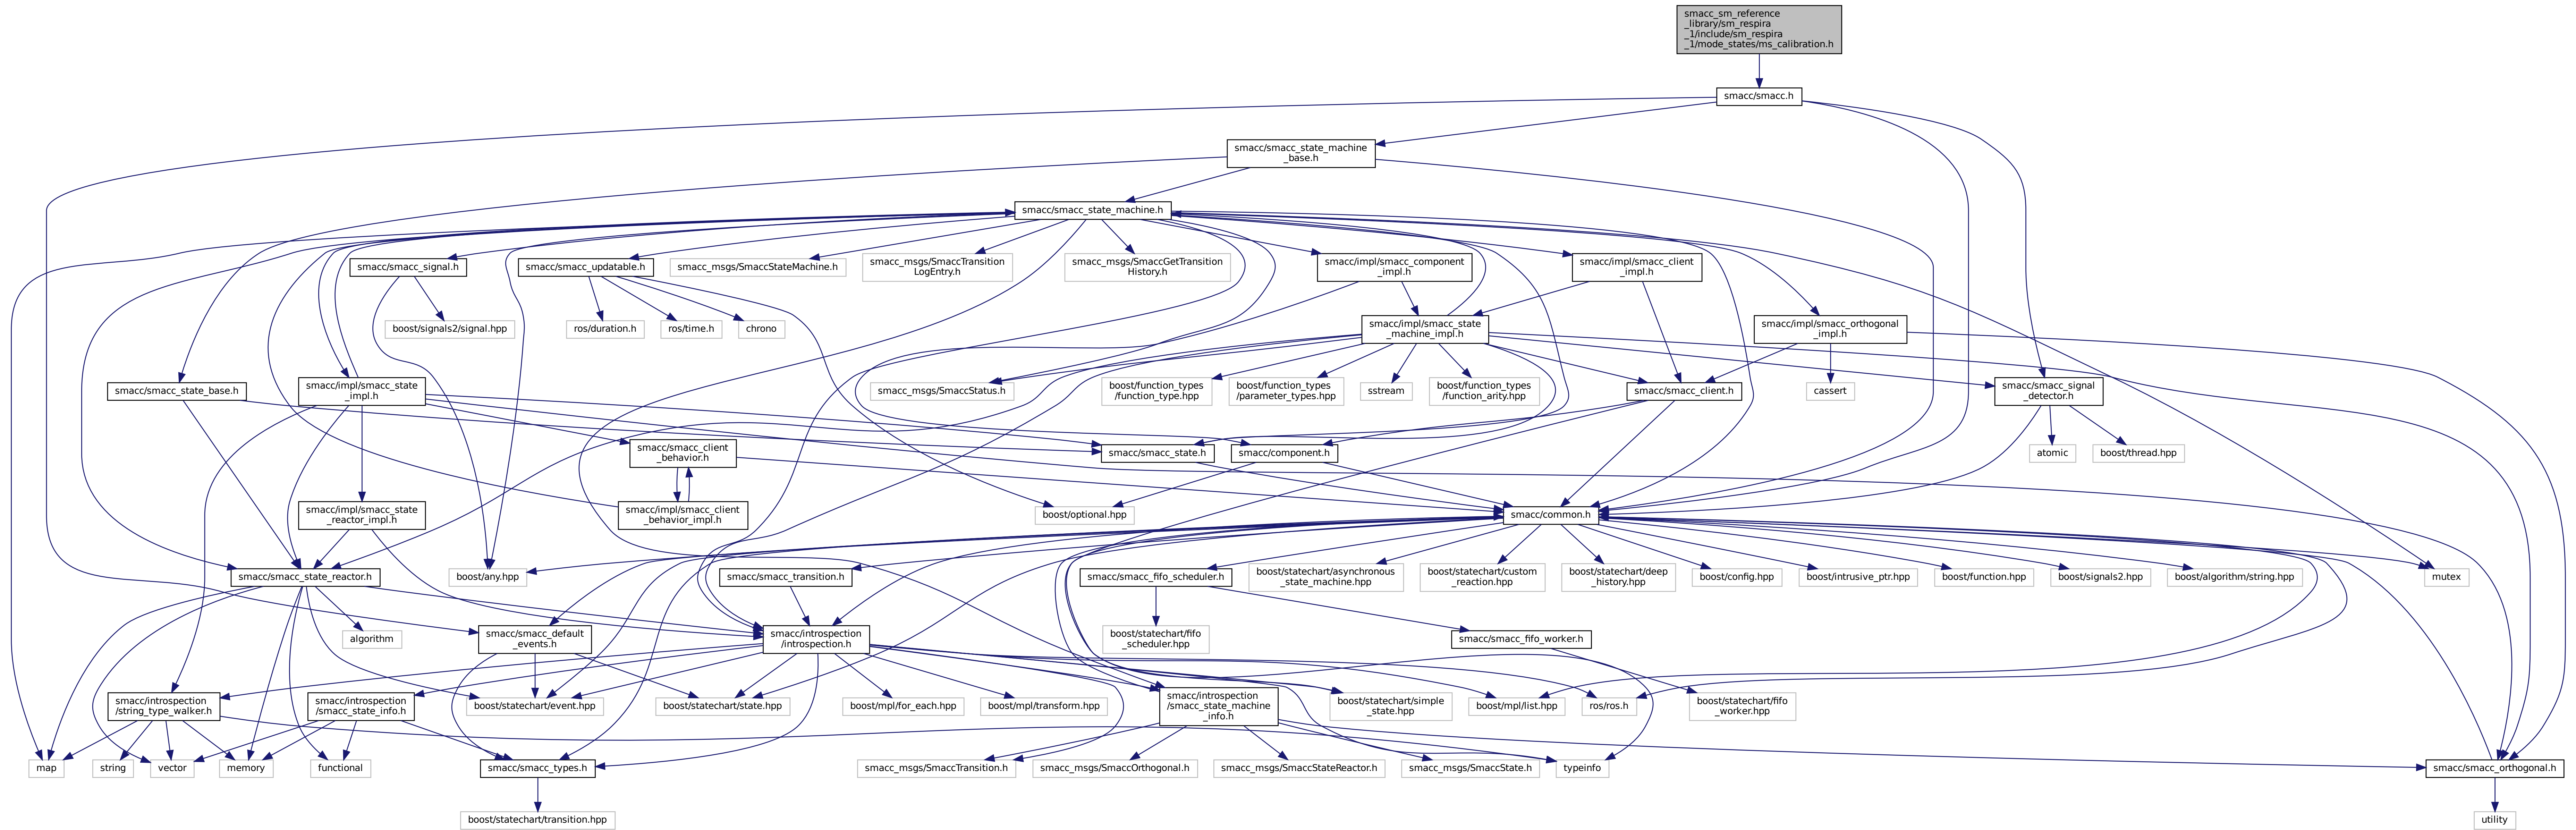 smacc_sm_reference
_library/sm_respira
_1/include/sm_respira
_1/mode_states/ms_calibration.h
smacc/smacc.h
smacc/smacc_state_machine
_base.h
smacc/smacc_state_machine.h
smacc/smacc_signal.h
smacc/smacc_updatable.h
smacc_msgs/SmaccStateMachine.h
smacc_msgs/SmaccTransition
LogEntry.h
smacc_msgs/SmaccGetTransition
History.h
smacc/impl/smacc_component
_impl.h
smacc/impl/smacc_client
_impl.h
boost/signals2/signal.hpp
ros/duration.h
ros/time.h
chrono
smacc/impl/smacc_state
_machine_impl.h
smacc/impl/smacc_orthogonal
_impl.h
smacc/smacc_state_base.h
smacc/impl/smacc_state
_impl.h
smacc_msgs/SmaccStatus.h
boost/function_types
/function_type.hpp
boost/function_types
/parameter_types.hpp
sstream
boost/function_types
/function_arity.hpp
smacc/smacc_client.h
cassert
smacc/smacc_signal
_detector.h
smacc/smacc_client
_behavior.h
smacc/smacc_state.h
smacc/component.h
atomic
boost/thread.hpp
smacc/impl/smacc_state
_reactor_impl.h
smacc/impl/smacc_client
_behavior_impl.h
boost/optional.hpp
smacc/common.h
smacc/smacc_state_reactor.h
boost/any.hpp
smacc/smacc_transition.h
smacc/smacc_fifo_scheduler.h
boost/statechart/asynchronous
_state_machine.hpp
boost/statechart/custom
_reaction.hpp
boost/statechart/deep
_history.hpp
boost/config.hpp
boost/intrusive_ptr.hpp
boost/function.hpp
boost/signals2.hpp
boost/algorithm/string.hpp
mutex
algorithm
smacc/smacc_default
_events.h
smacc/introspection
/introspection.h
boost/statechart/fifo
_scheduler.hpp
smacc/smacc_fifo_worker.h
smacc/introspection
/string_type_walker.h
smacc/introspection
/smacc_state_info.h
boost/statechart/event.hpp
boost/statechart/state.hpp
boost/mpl/for_each.hpp
boost/mpl/transform.hpp
smacc/introspection
/smacc_state_machine
_info.h
boost/statechart/simple
_state.hpp
boost/mpl/list.hpp
ros/ros.h
boost/statechart/fifo
_worker.hpp
map
string
vector
memory
functional
smacc/smacc_types.h
smacc_msgs/SmaccTransition.h
smacc_msgs/SmaccOrthogonal.h
smacc_msgs/SmaccStateReactor.h
smacc_msgs/SmaccState.h
typeinfo
smacc/smacc_orthogonal.h
boost/statechart/transition.hpp
utility